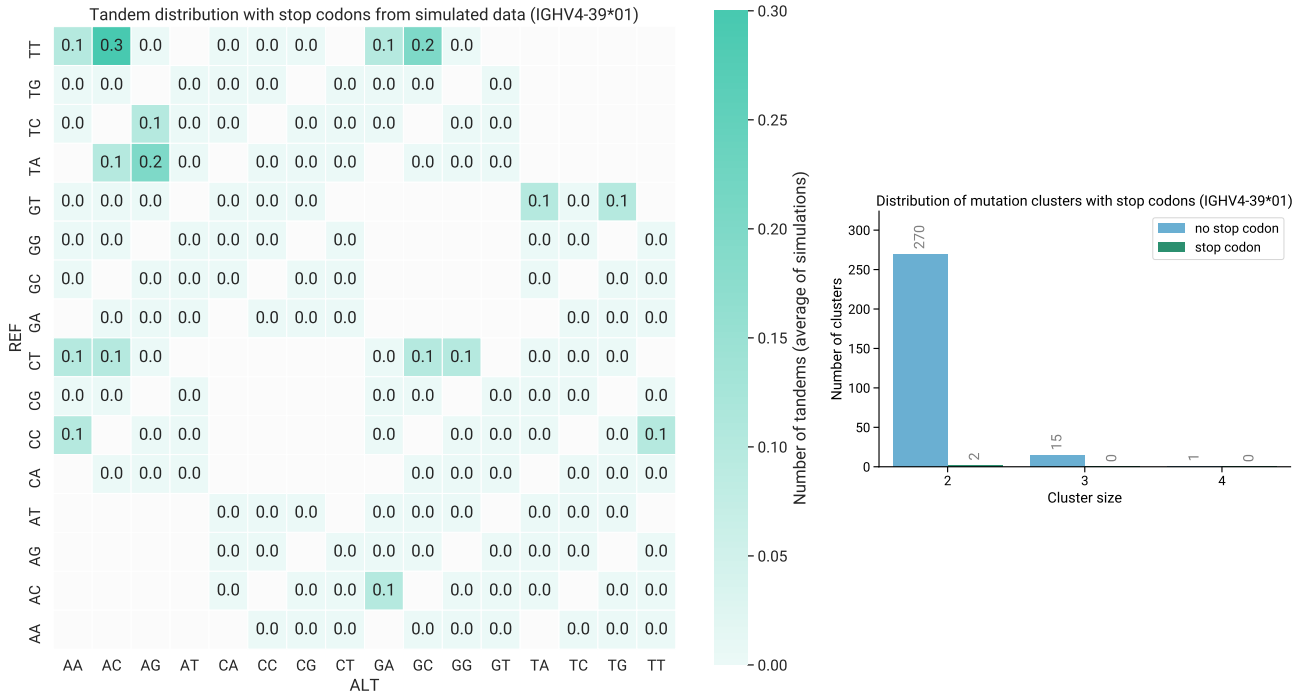 Tandem distribution with stop codons from simulated data (IGHV4-39*01)
TT 0.1 0.3 0.0 0.0 0.0 0.0 0.1 0.2 0.0
TG 0.0 0.0 0.0 0.0 0.0 0.0 0.0 0.0 0.0
TC 0.0 0.1 0.0 0.0 0.0 0.0 0.0 0.0 0.0
TA 0.1 0.2 0.0 0.0 0.0 0.0 0.0 0.0 0.0
GT 0.0 0.0 0.0 0.0 0.0 0.0 0.1 0.0 0.1
GG 0.0 0.0 0.0 0.0 0.0 0.0 0.0 0.0 0.0
GC 0.0 0.0 0.0 0.0 0.0 0.0 0.0 0.0 0.0
GA 0.0 0.0 0.0 0.0 0.0 0.0 0.0 0.0 0.0
CT 0.1 0.1 0.0 0.0 0.1 0.1 0.0 0.0 0.0
CG 0.0 0.0 0.0 0.0 0.0 0.0 0.0 0.0 0.0
CC 0.1 0.0 0.0 0.0 0.0 0.0 0.0 0.0 0.1
CA 0.0 0.0 0.0 0.0 0.0 0.0 0.0 0.0 0.0
AT 0.0 0.0 0.0 0.0 0.0 0.0 0.0 0.0 0.0
AG 0.0 0.0 0.0 0.0 0.0 0.0 0.0 0.0 0.0
AC 0.0 0.0 0.0 0.1 0.0 0.0 0.0 0.0 0.0
AA 0.0 0.0 0.0 0.0 0.0 0.0 0.0 0.0 0.0
AA AC AG AT CA CC CG CT GA GC GG GT TA TC TG TT
ALT
REF
0.30
0.25
0.20
0.15
0.10
0.05
0.00
Number of tandems (average of simulations)
Distribution of mutation clusters with stop codons (IGHV4-39*01)
no stop codon
stop codon
300
250
200
150
100
50
0
270
2
15
0
1
0
2 3 4
Cluster size
Number of clusters